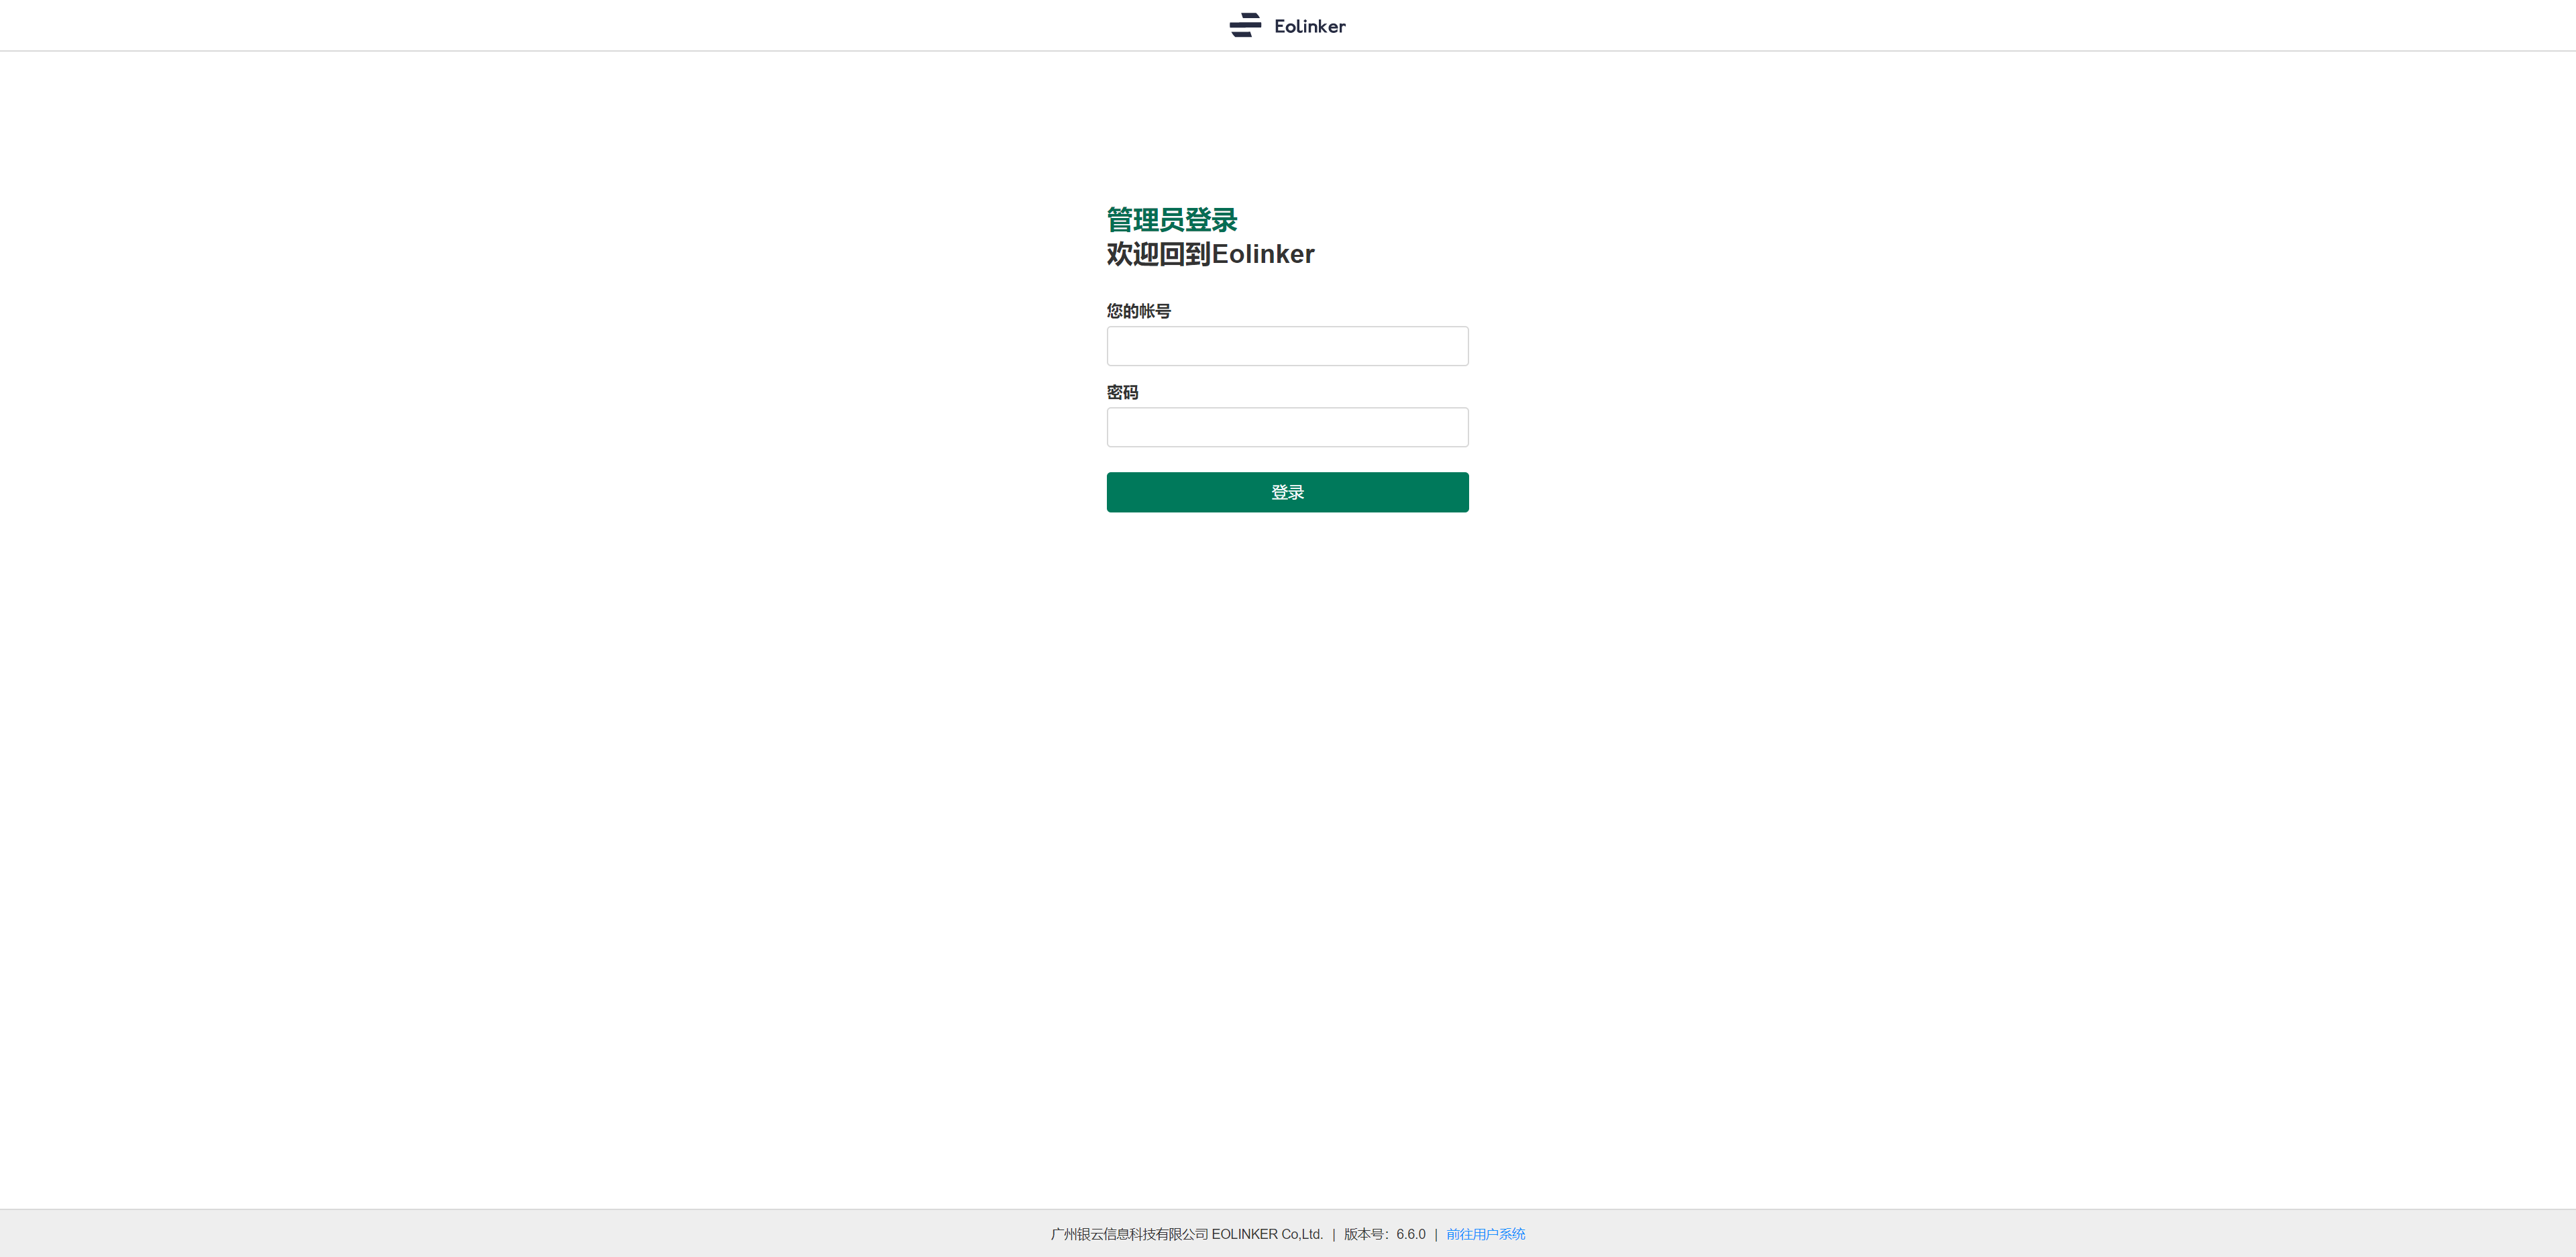 Eolinker
管理员登录
欢迎回到Eolinker
您的帐号
密码
登录
广州银云信息科技有限公司 EOLINKER Co,Ltd. | 版本号：6.6.0 | 前往用户系统